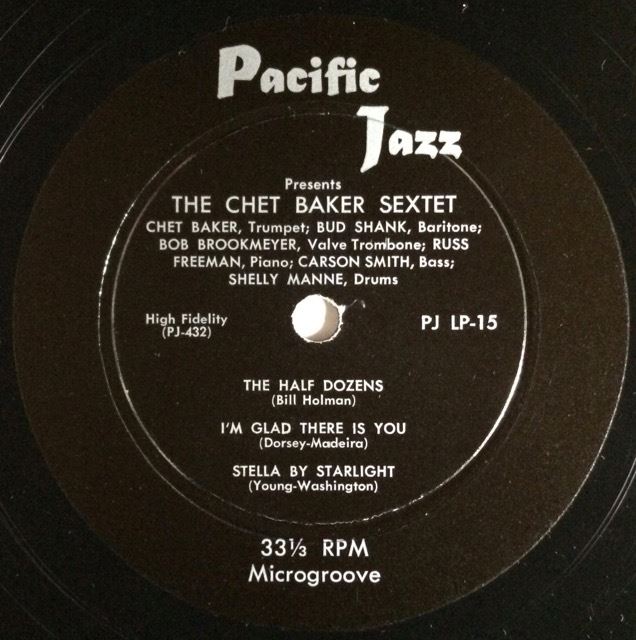 Pacific
Jazz
Presents
THE CHET BAKER SEXTET
CHET BAKER, Trumpet; BUD SHANK, Baritone;
BOB BROOKMEYER, Valve Trombone; RUSS
FREEMAN, Piano; CARSON SMITH, Bass;
SHELLY MANNE, Drums
High Fidelity
(PJ-432)
PJ LP-15
THE HALF DOZENS
(Bill Holman)
I'M GLAD THERE IS YOU
(Dorsey-Madeira)
STELLA BY STARLIGHT
(Young-Washington)
33⅓ RPM
Microgroove